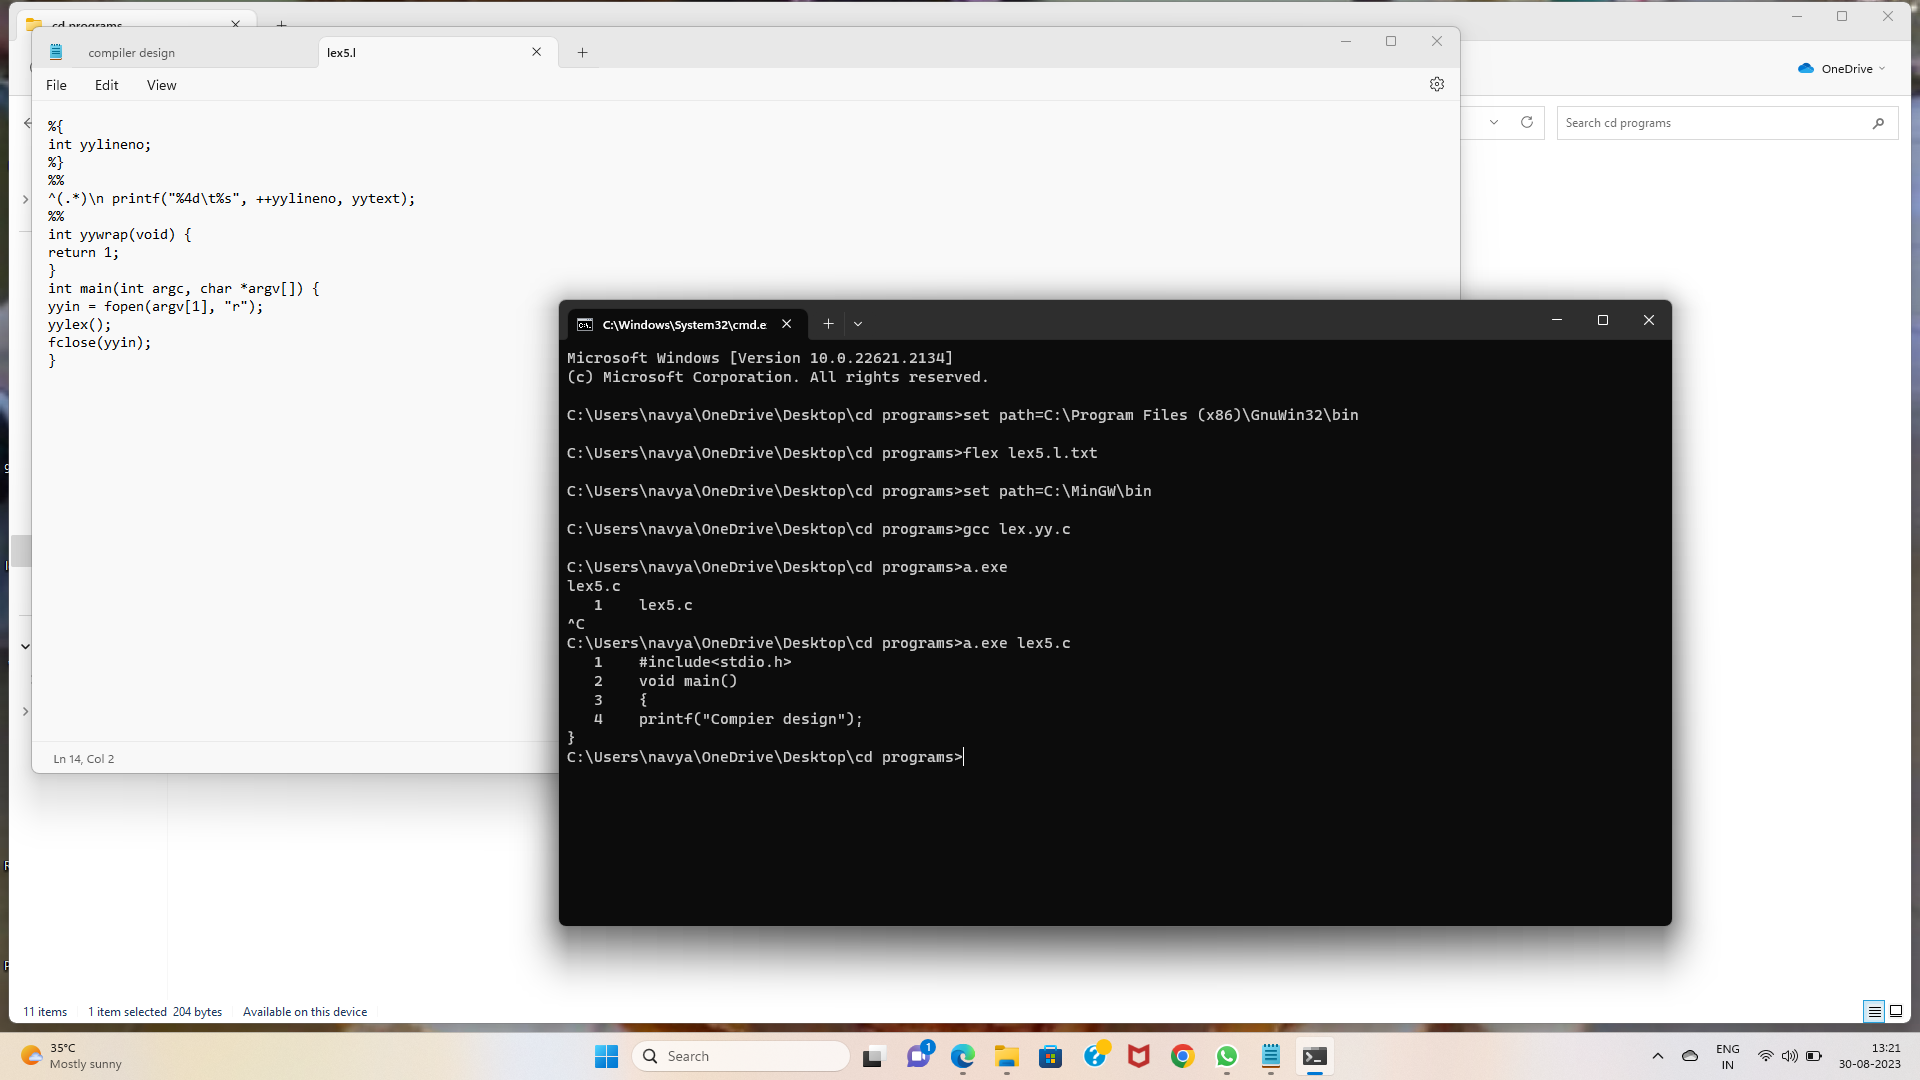 cd programs
compiler design
lex5.l
File
Edit
View
OneDrive
Search cd programs
%{
int yylineno;
%}
%%
^(.*)\n printf("%4d\t%s", ++yylineno, yytext);
%%
int yywrap(void) {
return 1;
}
int main(int argc, char *argv[]) {
yyin = fopen(argv[1], "r");
yylex();
fclose(yyin);
}
Ln 14, Col 2
C:\Windows\System32\cmd.e
Microsoft Windows [Version 10.0.22621.2134]
(c) Microsoft Corporation. All rights reserved.
C:\Users\navya\OneDrive\Desktop\cd programs>set path=C:\Program Files (x86)\GnuWin32\bin
C:\Users\navya\OneDrive\Desktop\cd programs>flex lex5.l.txt
C:\Users\navya\OneDrive\Desktop\cd programs>set path=C:\MinGW\bin
C:\Users\navya\OneDrive\Desktop\cd programs>gcc lex.yy.c
C:\Users\navya\OneDrive\Desktop\cd programs>a.exe
lex5.c
1 lex5.c
^C
C:\Users\navya\OneDrive\Desktop\cd programs>a.exe lex5.c
1 #include<stdio.h>
2 void main()
3 {
4 printf("Compier design");
}
C:\Users\navya\OneDrive\Desktop\cd programs>
11 items
1 item selected 204 bytes
Available on this device
35°C
Mostly sunny
Search
1
ENG
IN
13:21
30-08-2023